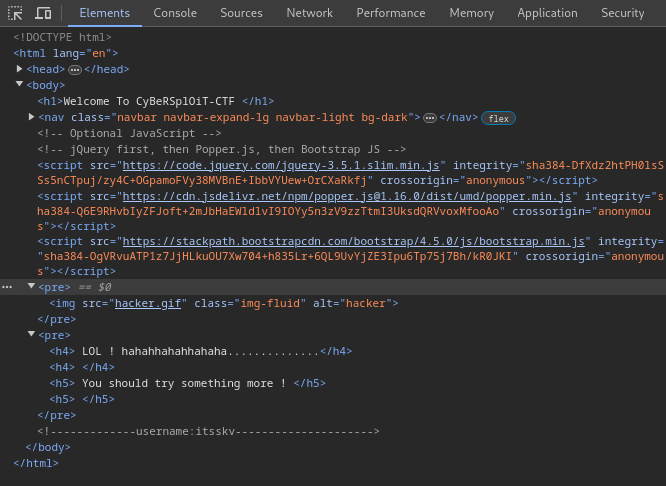 Elements Console Sources Network Performance Memory Application Security
<!DOCTYPE html>
<html lang="en">
<head> ••• </head>
<body>
<h1>Welcome To CyBeRSplOiT-CTF </h1>
<nav class="navbar navbar-expand-lg navbar-light bg-dark"> ••• </nav> flex
<!-- Optional JavaScript -->
<!-- jQuery first, then Popper.js, then Bootstrap JS -->
<script src="https://code.jquery.com/jquery-3.5.1.slim.min.js" integrity="sha384-DfXdz2htPH0lsS
Ss5nCTpuj/zy4C+OGpamoFVy38MVBnE+IbbVYUew+OrCXaRkfj" crossorigin="anonymous"></script>
<script src="https://cdn.jsdelivr.net/npm/popper.js@1.16.0/dist/umd/popper.min.js" integrity="s
ha384-Q6E9RHvbIyZFJoft+2mJbHaEWldlvI9IOYy5n3zV9zzTtmI3UksdQRVvoxMfooAo" crossorigin="anonymou
s"></script>
<script src="https://stackpath.bootstrapcdn.com/bootstrap/4.5.0/js/bootstrap.min.js" integrity=
"sha384-OgVRvuATP1z7JjHLkuOU7Xw704+h835Lr+6QL9UvYjZE3Ipu6Tp75j7Bh/kR0JKI" crossorigin="anonymou
s"></script>
••• <pre> == $0
<img src="hacker.gif" class="img-fluid" alt="hacker">
</pre>
<pre>
<h4> LOL ! hahahhahahhahaha..............</h4>
<h4> </h4>
<h5> You should try something more ! </h5>
<h5> </h5>
</pre>
<!-------------username:itsskv--------------------->
</body>
</html>